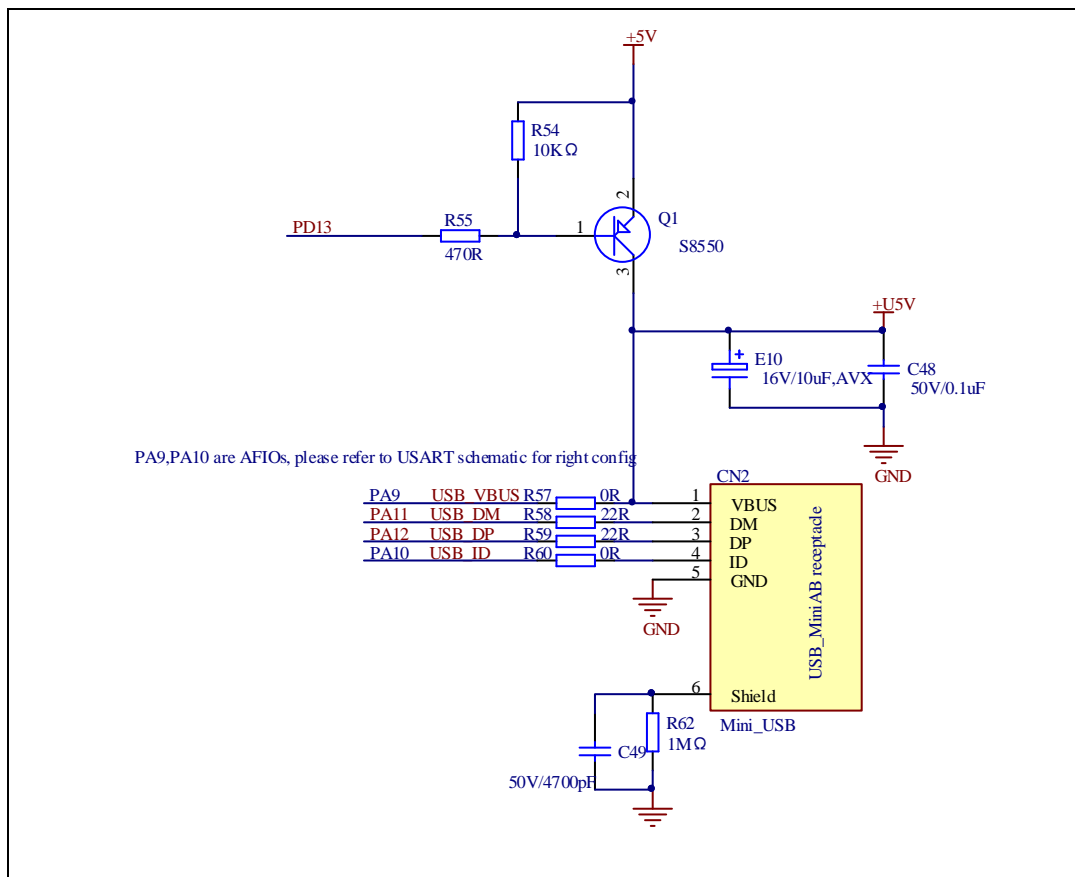 +5V
R54
10KΩ
2
Q1
PD13
R55
1
470R
S8550
3
+U5V
E10
16V/10uF,AVX
C48
50V/0.1uF
PA9,PA10 are AFIOs, please refer to USART schematic for right config
GND
CN2
PA9 USB_VBUS R57 0R 1 VBUS
PA11 USB_DM R58 22R 2 DM
PA12 USB_DP R59 22R 3 DP
PA10 USB_ID R60 0R 4 ID
5 GND
GND
USB_MiniAB receptacle
6 Shield
R62
1MΩ
Mini_USB
C49
50V/4700pF